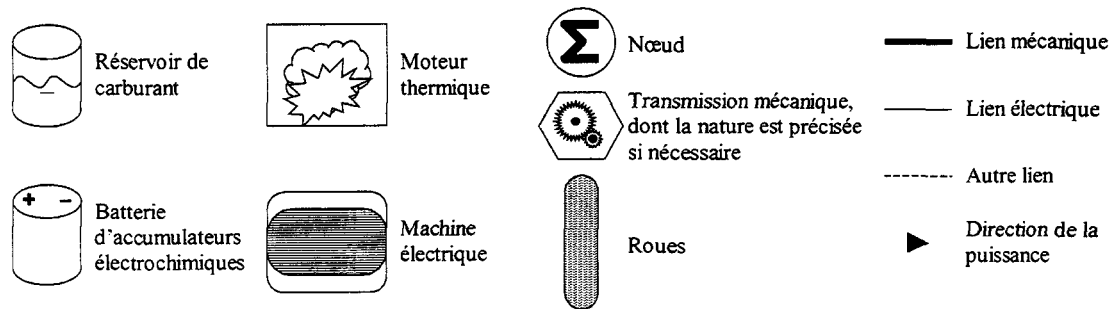 Réservoir de
carburant
Moteur
thermique
Σ
Nœud
Transmission mécanique,
dont la nature est précisée
si nécessaire
Lien mécanique
Lien électrique
Autre lien
Direction de la
puissance
+ -
Batterie
d'accumulateurs
électrochimiques
Machine
électrique
Roues